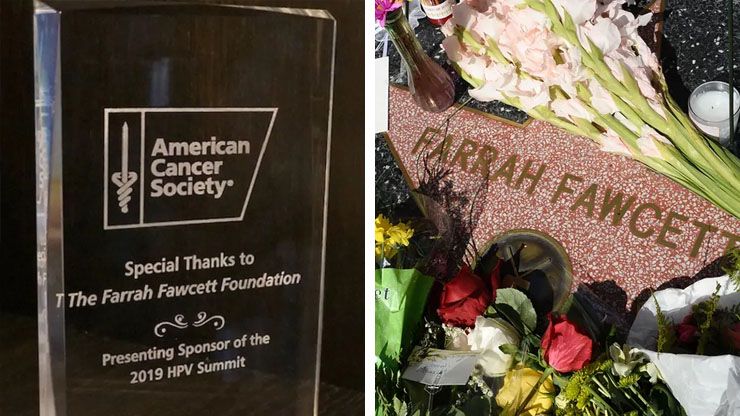 American
Cancer
Society®
Special Thanks to
The Farrah Fawcett Foundation
Presenting Sponsor of the
2019 HPV Summit
FARRAH FAWCETT